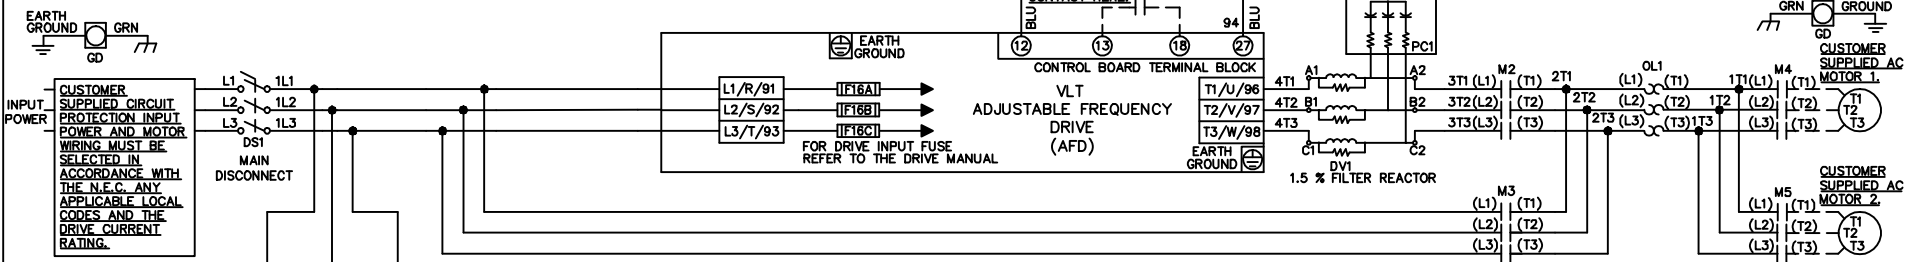 EARTH
GROUND
GRN
GD
BLU
94
BLU
12
13
18
27
CONTROL BOARD TERMINAL BLOCK
EARTH
GROUND
PC1
GRN
GROUND
GD
INPUT
POWER
CUSTOMER
SUPPLIED CIRCUIT
PROTECTION INPUT
POWER AND MOTOR
WIRING MUST BE
SELECTED IN
ACCORDANCE WITH
THE N.E.C. ANY
APPLICABLE LOCAL
CODES AND THE
DRIVE CURRENT
RATING.
L1 1L1
L2 1L2
L3 1L3
DS1
MAIN
DISCONNECT
L1/R/91
L2/S/92
L3/T/93
F16A
F16B
F16C
FOR DRIVE INPUT FUSE
REFER TO THE DRIVE MANUAL
VLT
ADJUSTABLE FREQUENCY
DRIVE
(AFD)
T1/U/96
T2/V/97
T3/W/98
EARTH
GROUND
4T1 A1 A2
4T2 B1 B2
4T3 C1 C2
DV1
1.5 % FILTER REACTOR
M2
3T1 (L1) (T1) 2T1
3T2 (L2) (T2) 2T2
3T3 (L3) (T3) 2T3
OL1
(L1) (T1) 1T1
(L2) (T2) 1T2
(L3) (T3) 1T3
M4
(L1) (T1)
(L2) (T2)
(L3) (T3)
CUSTOMER
SUPPLIED AC
MOTOR 1.
T1
T2
T3
M3
(L1) (T1)
(L2) (T2)
(L3) (T3)
M5
(L1) (T1)
(L2) (T2)
(L3) (T3)
CUSTOMER
SUPPLIED AC
MOTOR 2.
T1
T2
T3